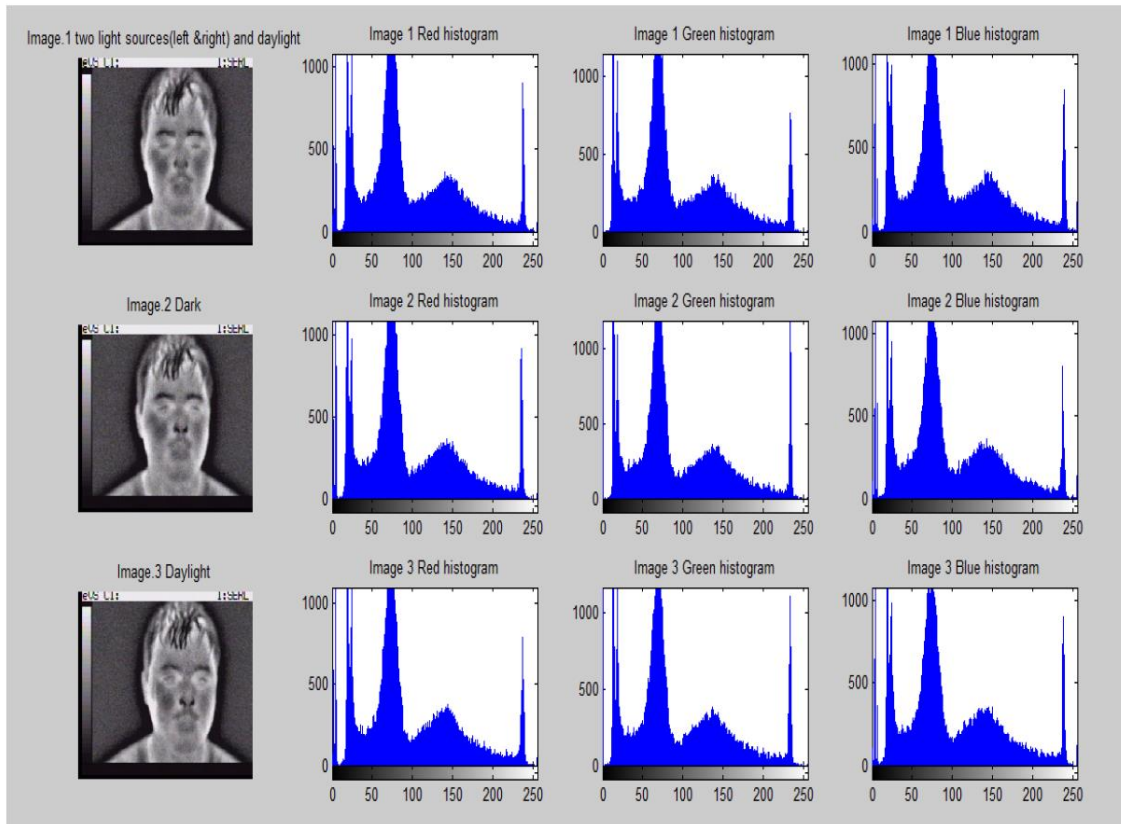 Image.1 two light sources(left &right) and daylight
Image 1 Red histogram
Image 1 Green histogram
Image 1 Blue histogram
1000
500
0
0 50 100 150 200 250
1000
500
0
0 50 100 150 200 250
1000
500
0
0 50 100 150 200 250
Image.2 Dark
Image 2 Red histogram
Image 2 Green histogram
Image 2 Blue histogram
1000
500
0
0 50 100 150 200 250
1000
500
0
0 50 100 150 200 250
1000
500
0
0 50 100 150 200 250
Image.3 Daylight
Image 3 Red histogram
Image 3 Green histogram
Image 3 Blue histogram
1000
500
0
0 50 100 150 200 250
1000
500
0
0 50 100 150 200 250
1000
500
0
0 50 100 150 200 250